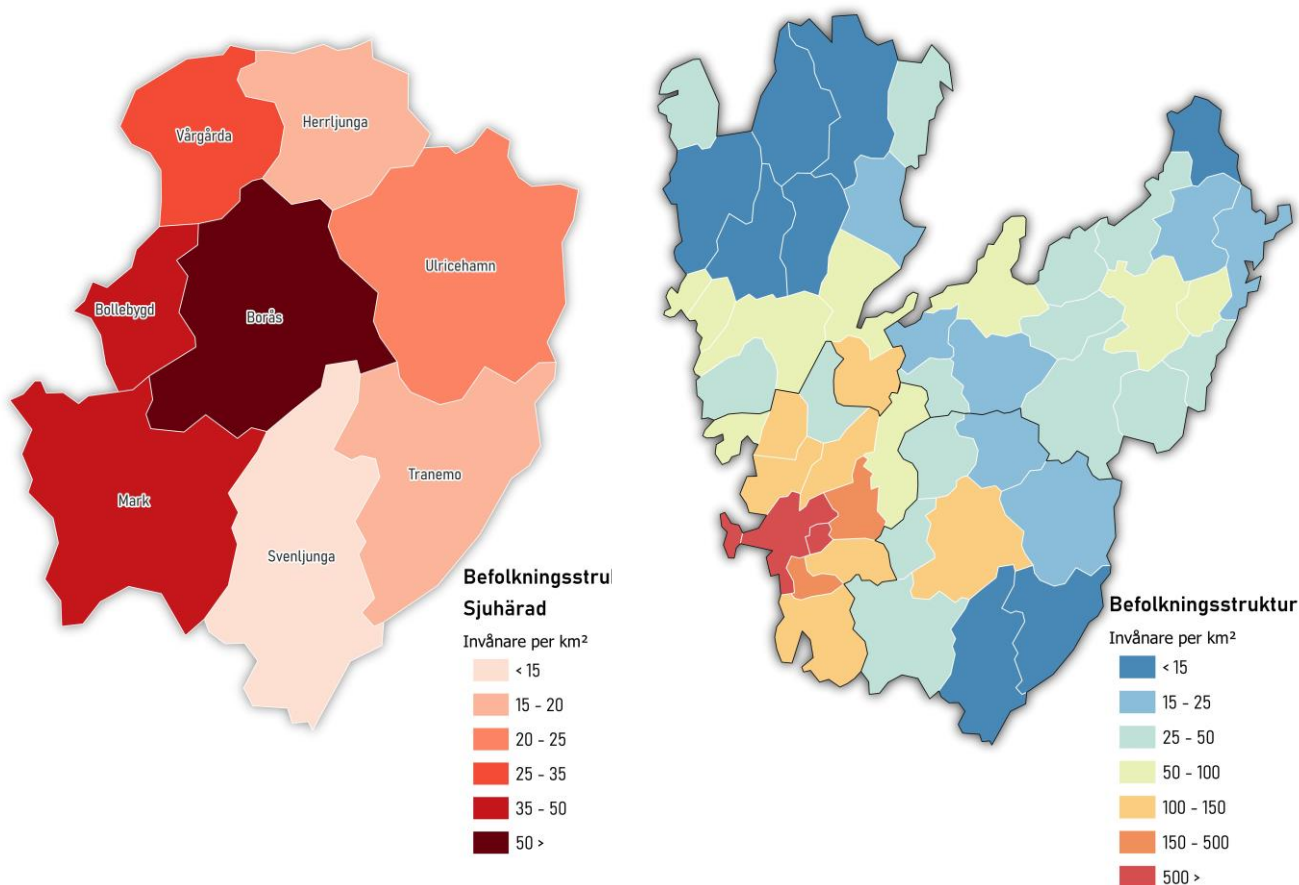 Vårgårda
Herrljunga
Ulricehamn
Bollebygd
Borås
Mark
Tranemo
Svenljunga
Befolkningsstru
Sjuhärad
Invånare per km²
< 15
15 - 20
20 - 25
25 - 35
35 - 50
50 >
Befolkningsstruktur
Invånare per km²
< 15
15 - 25
25 - 50
50 - 100
100 - 150
150 - 500
500 >